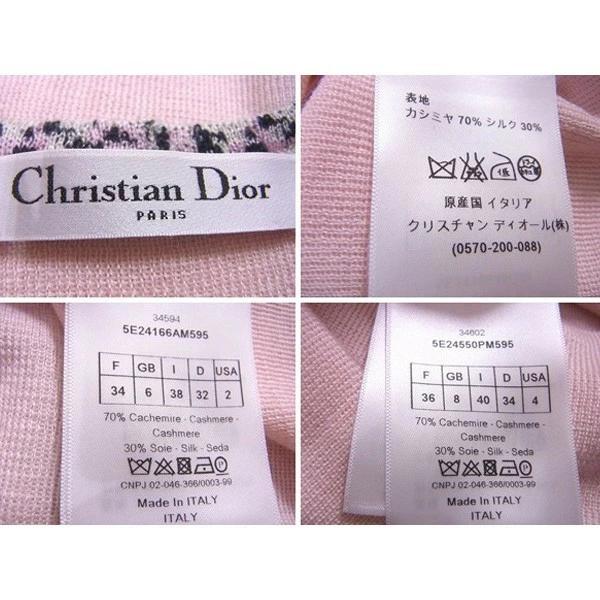 Christian Dior
PARIS
表地
カシミヤ 70% シルク 30%
原産国 イタリア
クリスチャン ディオール(株)
(0570-200-088)
34594
5E24166AM595
F GB I D USA
34 6 38 32 2
70% Cachemire - Cashmere -
Cashmere
30% Soie - Silk - Seda
CNPJ 02-046-366/0003-99
Made In ITALY
ITALY
34602
5E24550PM595
F GB I D USA
36 8 40 34 4
70% Cachemire - Cashmere -
Cashmere
30% Soie - Silk - Seda
CNPJ 02-046-366/0003-99
Made In ITALY
ITALY